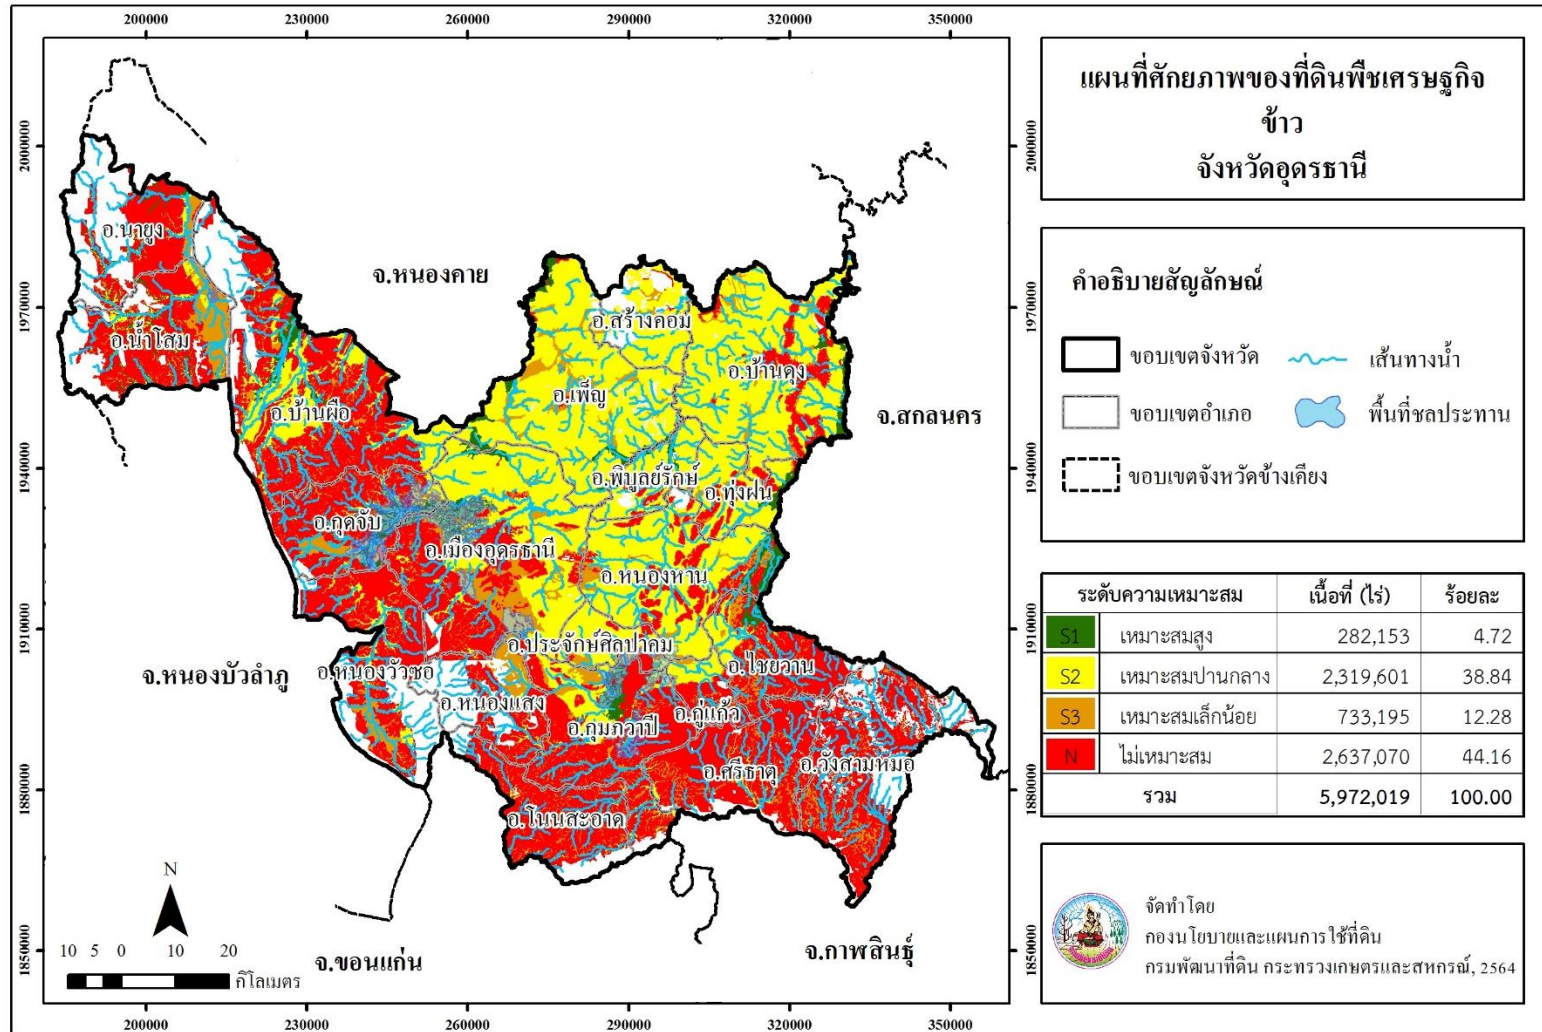 200000 230000 260000 290000 320000 350000
แผนที่ศักยภาพของที่ดินพืชเศรษฐกิจ
ข้าว
จังหวัดอุดรธานี
2000000
2000000
อ.นายูง
จ.หนองคาย
คำอธิบายสัญลักษณ์
1970000
1970000
อ.สร้างคอม
อ.น้ำโสม
ขอบเขตจังหวัด
เส้นทางน้ำ
อ.บ้านดุง
อ.เพ็ญ
อ.บ้านผือ
จ.สกลนคร
ขอบเขตอำเภอ
พื้นที่ชลประทาน
1940000
1940000
อ.พิบูลย์รักษ์
อ.ทุ่งฝน
ขอบเขตจังหวัดข้างเคียง
อ.กุดจับ
อ.เมืองอุดรธานี
อ.หนองหาน
ระดับความเหมาะสม เนื้อที่ (ไร่) ร้อยละ
1910000
1910000
S1 เหมาะสมสูง 282,153 4.72
อ.ประจักษ์ศิลปาคม
อ.ไชยวาน
จ.หนองบัวลำภู
อ.หนองวัวซอ
S2 เหมาะสมปานกลาง 2,319,601 38.84
อ.หนองแสง
อ.กู่แก้ว
S3 เหมาะสมเล็กน้อย 733,195 12.28
อ.กุมภวาปี
อ.ศรีธาตุ
อ.วังสามหมอ
N ไม่เหมาะสม 2,637,070 44.16
1880000
1880000
รวม 5,972,019 100.00
อ.โนนสะอาด
N
จัดทำโดย
กองนโยบายและแผนการใช้ที่ดิน
กรมพัฒนาที่ดิน กระทรวงเกษตรและสหกรณ์, 2564
1850000
1850000
10 5 0 10 20
กิโลเมตร
จ.ขอนแก่น
จ.กาฬสินธุ์
200000 230000 260000 290000 320000 350000